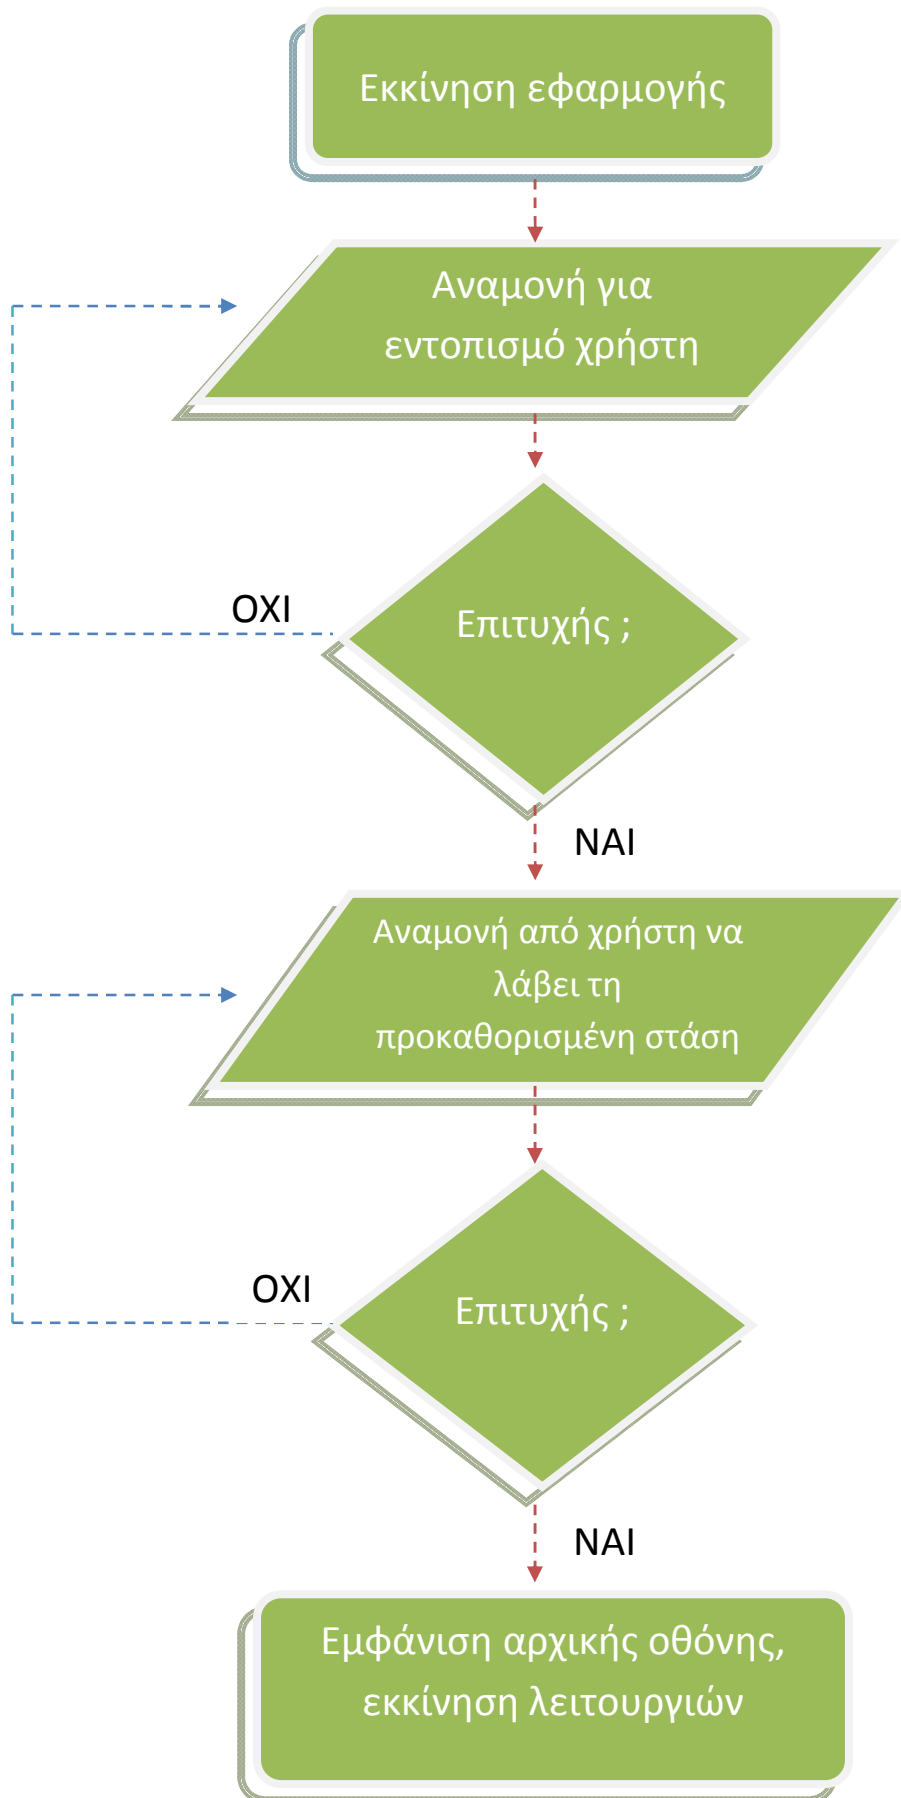 Εκκίνηση εφαρμογής
Αναμονή για
εντοπισμό χρήστη
Επιτυχής ;
ΟΧΙ
ΝΑΙ
Αναμονή από χρήστη να
λάβει τη
προκαθορισμένη στάση
Επιτυχής ;
ΟΧΙ
ΝΑΙ
Εμφάνιση αρχικής οθόνης,
εκκίνηση λειτουργιών